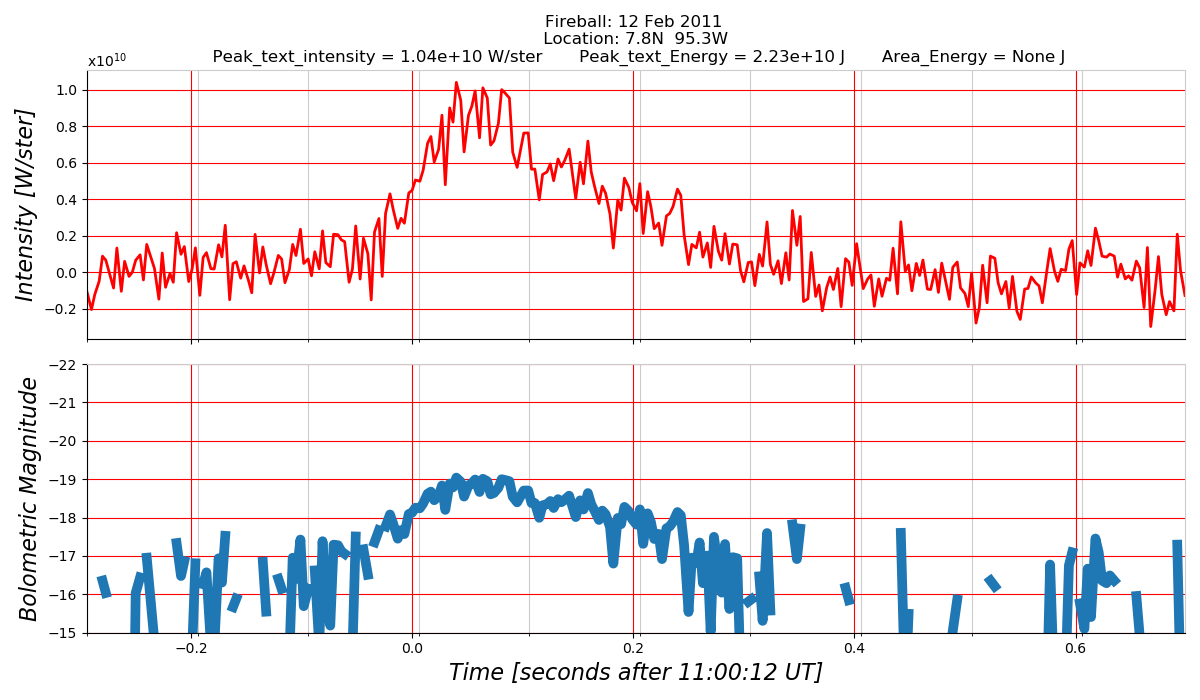 Fireball: 12 Feb 2011
Location: 7.8N  95.3W
Peak_text_intensity = 1.04e+10 W/ster       Peak_text_Energy = 2.23e+10 J       Area_Energy = None J
x10¹⁰
1.0
0.8
0.6
0.4
0.2
0.0
−0.2
Intensity [W/ster]
−22
−21
−20
−19
−18
−17
−16
−15
Bolometric Magnitude
−0.2 0.0 0.2 0.4 0.6
Time [seconds after 11:00:12 UT]